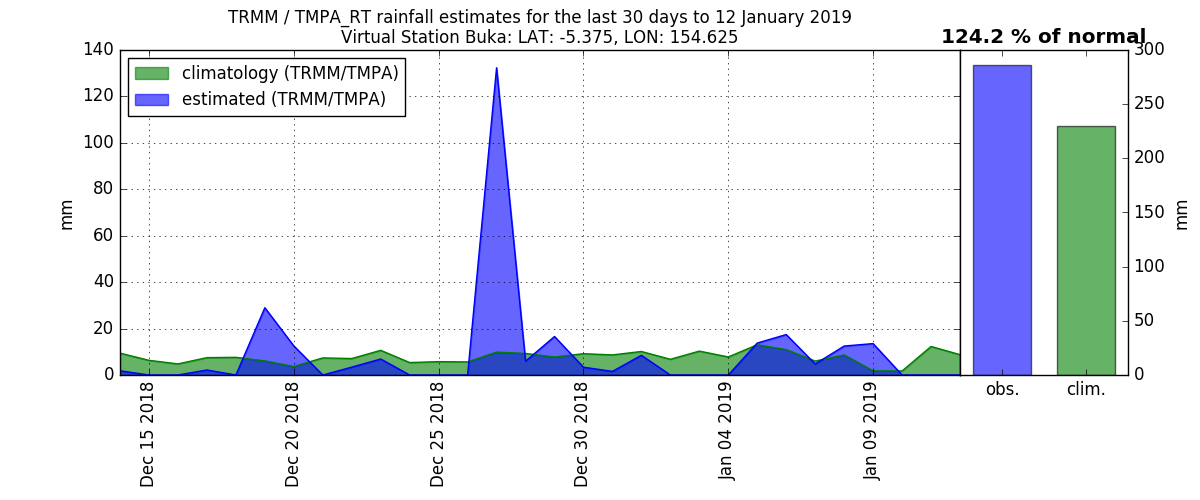 TRMM / TMPA_RT rainfall estimates for the last 30 days to 12 January 2019
Virtual Station Buka: LAT: -5.375, LON: 154.625
124.2 % of normal
climatology (TRMM/TMPA)
estimated (TRMM/TMPA)
140
120
100
80
60
40
20
0
mm
Dec 15 2018
Dec 20 2018
Dec 25 2018
Dec 30 2018
Jan 04 2019
Jan 09 2019
300
250
200
150
100
50
0
mm
obs.
clim.